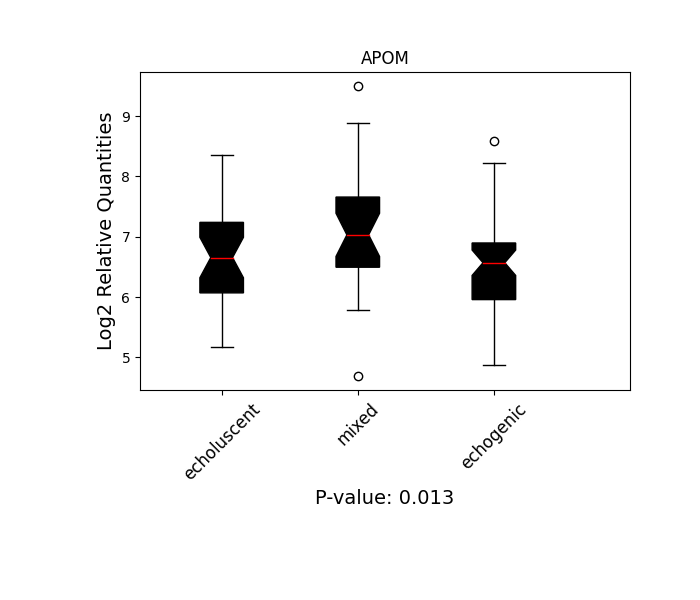 APOM
Log2 Relative Quantities
9
8
7
6
5
echoluscent
mixed
echogenic
P-value: 0.013